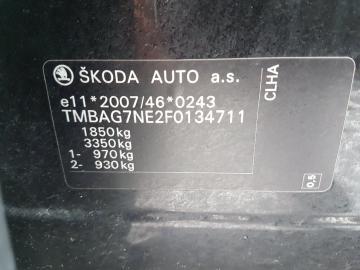 ŠKODA AUTO a.s.
e11*2007/46*0243
TMBAG7NE2F0134711
1850kg
3350kg
1- 970kg
2- 930kg
CLHA
0,5